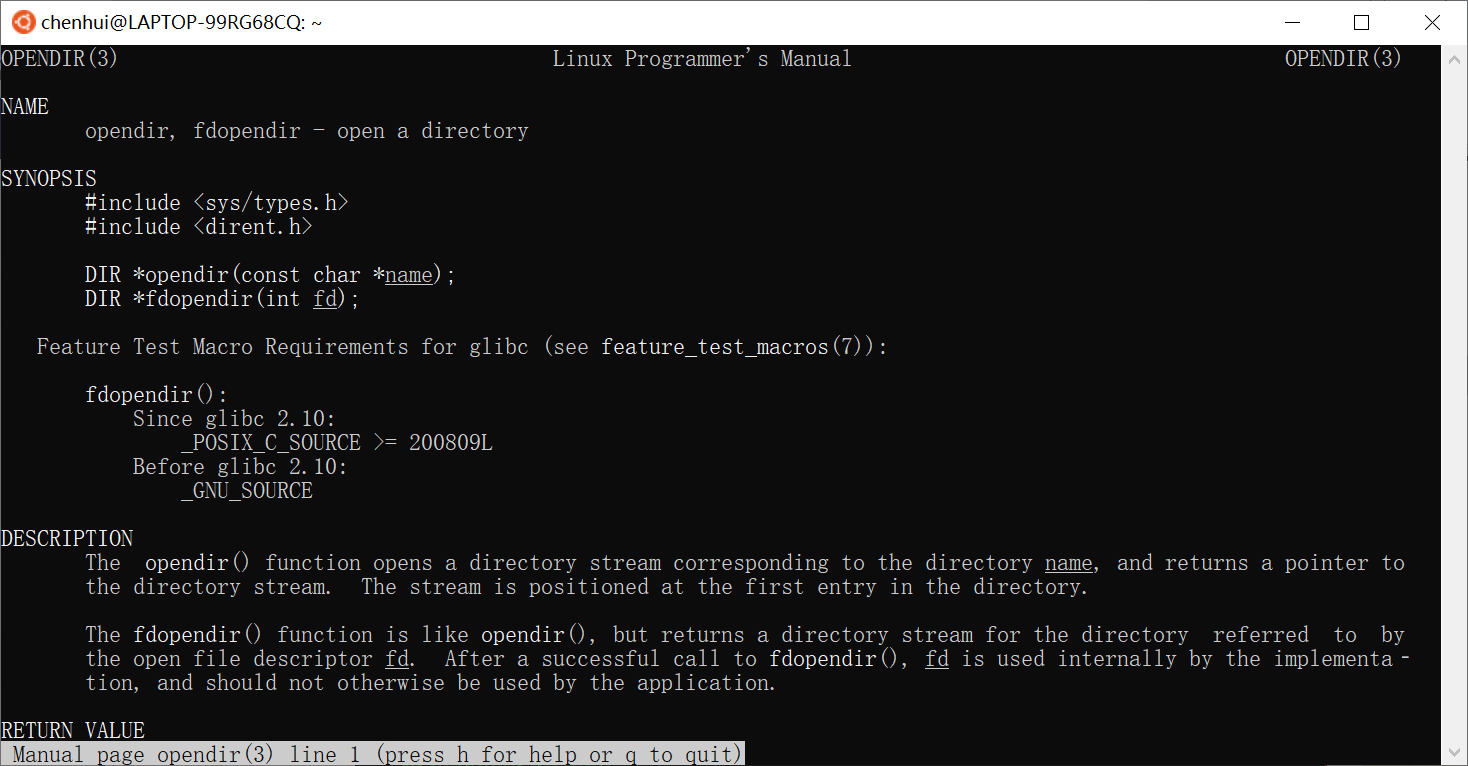 chenhui@LAPTOP-99RG68CQ: ~
OPENDIR(3) Linux Programmer's Manual OPENDIR(3)
NAME
opendir, fdopendir - open a directory
SYNOPSIS
#include <sys/types.h>
#include <dirent.h>
DIR *opendir(const char *name);
DIR *fdopendir(int fd);
Feature Test Macro Requirements for glibc (see feature_test_macros(7)):
fdopendir():
Since glibc 2.10:
_POSIX_C_SOURCE >= 200809L
Before glibc 2.10:
_GNU_SOURCE
DESCRIPTION
The opendir() function opens a directory stream corresponding to the directory name, and returns a pointer to
the directory stream. The stream is positioned at the first entry in the directory.
The fdopendir() function is like opendir(), but returns a directory stream for the directory referred to by
the open file descriptor fd. After a successful call to fdopendir(), fd is used internally by the implementa-
tion, and should not otherwise be used by the application.
RETURN VALUE
Manual page opendir(3) line 1 (press h for help or q to quit)